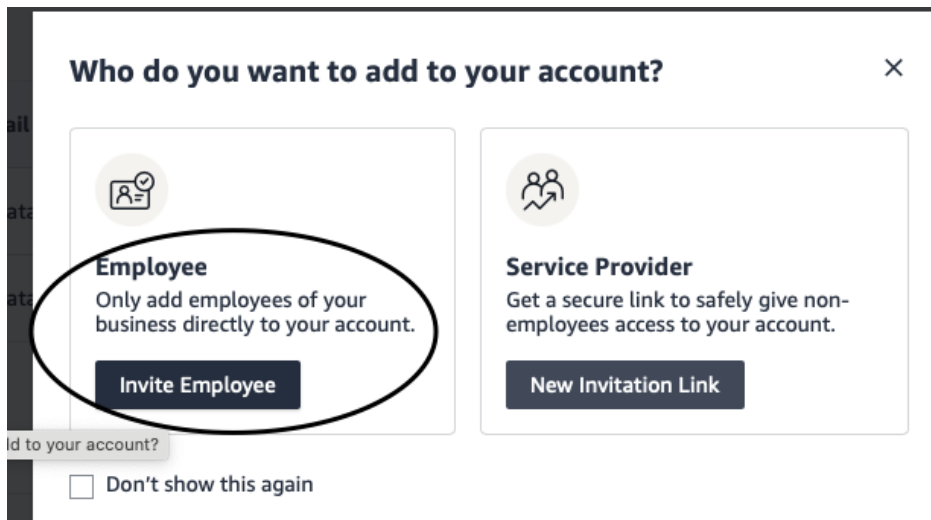 Who do you want to add to your account?
ail
Employee
Only add employees of your
business directly to your account.
Invite Employee
Service Provider
Get a secure link to safely give non-
employees access to your account.
New Invitation Link
ata
ata
dd to your account?
Don't show this again